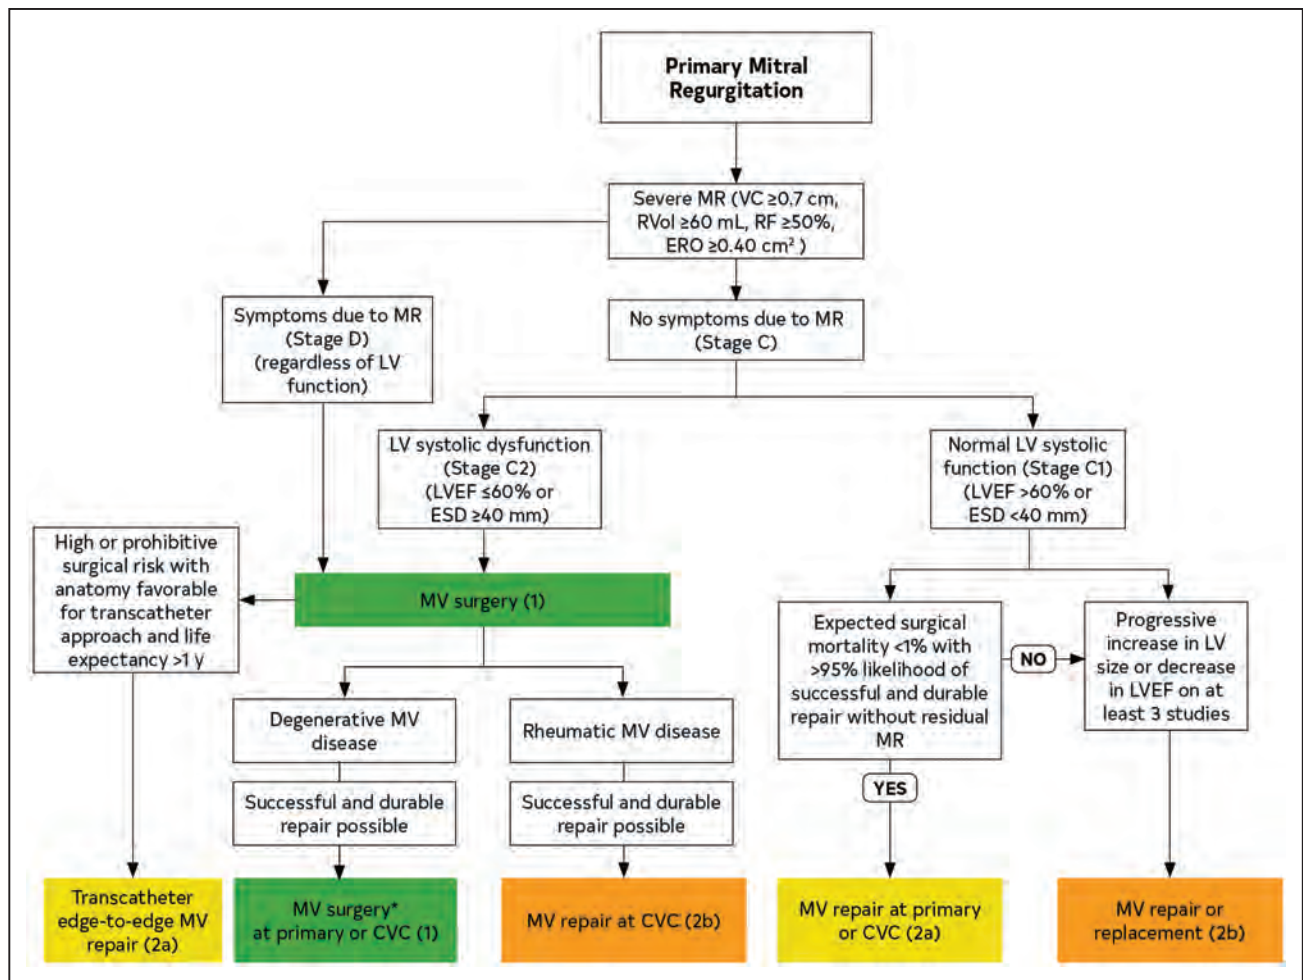 Primary Mitral
Regurgitation
Severe MR (VC ≥0.7 cm,
RVol ≥60 mL, RF ≥50%,
ERO ≥0.40 cm² )
Symptoms due to MR
(Stage D)
(regardless of LV
function)
No symptoms due to MR
(Stage C)
LV systolic dysfunction
(Stage C2)
(LVEF ≤60% or
ESD ≥40 mm)
Normal LV systolic
function (Stage C1)
(LVEF >60% or
ESD <40 mm)
High or prohibitive
surgical risk with
anatomy favorable
for transcatheter
approach and life
expectancy >1 y
MV surgery (1)
Expected surgical
mortality <1% with
>95% likelihood of
successful and durable
repair without residual
MR
NO
Progressive
increase in LV
size or decrease
in LVEF on at
least 3 studies
Degenerative MV
disease
Rheumatic MV disease
YES
Successful and durable
repair possible
Successful and durable
repair possible
Transcatheter
edge-to-edge MV
repair (2a)
MV surgery*
at primary or CVC (1)
MV repair at CVC (2b)
MV repair at primary
or CVC (2a)
MV repair or
replacement (2b)